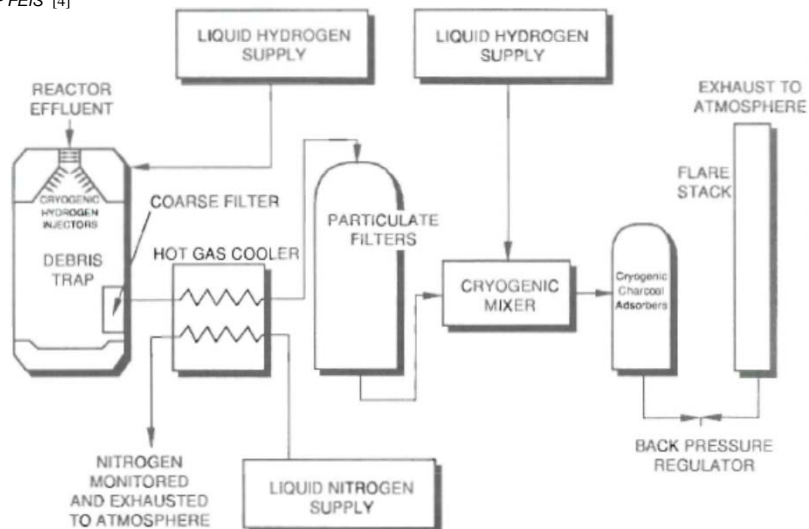 FEIS [4]
LIQUID HYDROGEN
SUPPLY
LIQUID HYDROGEN
SUPPLY
REACTOR
EFFLUENT
EXHAUST TO
ATMOSPHERE
FLARE
STACK
CRYOGENIC
HYDROGEN
INJECTORS
COARSE FILTER
DEBRIS
TRAP
HOT GAS COOLER
PARTICULATE
FILTERS
CRYOGENIC
MIXER
Cryogenic
Charcoal
Adsorbers
BACK PRESSURE
REGULATOR
NITROGEN
MONITORED
AND EXHAUSTED
TO ATMOSPHERE
LIQUID NITROGEN
SUPPLY